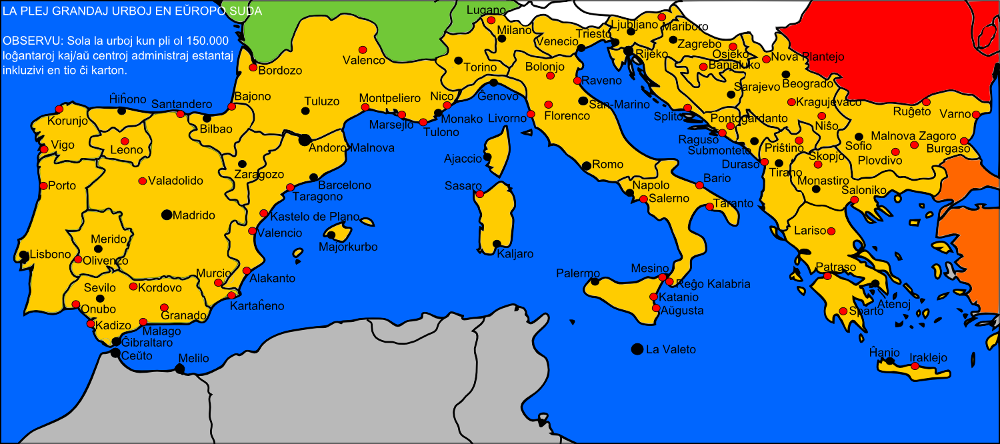 LA PLEJ GRANDAJ URBOJ EN EŬROPO SUDA
OBSERVU: Sola la urboj kun pli ol 150.000
loĝantaroj kaj/aŭ centroj administraj estantaj
inkluzivi en tio ĉi karton.
Lugano
Milano
Venecio
Triesto
Ljubljano
Mariboro
Zagrebo
Osjeko
Rijeko
Torino
Bolonjo
Banjaluko
Nova Plantejo
Valenco
Bordozo
Raveno
Sarajevo
Beogrado
Ĥiĥono
Santandero
Bajono
Tuluzo
Montpeliero
Nico
Ĝenovo
San-Marino
Kragujevaco
Ruĝeto
Varno
Korunjo
Bilbao
Marsejlo
Monako
Tulono
Livorno
Florenco
Splito
Pontogardanto
Niŝo
Vigo
Leono
Andoro-Malnova
Raguso
Submonteto
Priŝtino
Sofio
Malnova Zagoro
Plovdivo
Burgaso
Ajaccio
Romo
Duraso
Tirano
Skopjo
Zaragozo
Porto
Valadolido
Barcelono
Taragono
Sasaro
Napolo
Salerno
Bario
Taranto
Monastiro
Saloniko
Madrido
Kastelo de Plano
Valencio
Lariso
Merido
Majorkurbo
Lisbono
Olivenzo
Kaljaro
Murcio
Alakanto
Palermo
Mesino
Reĝo Kalabria
Patraso
Sevilo
Kordovo
Katanio
Atenoj
Onubo
Granado
Kartaĥeno
Aŭgusta
Sparto
Kadizo
Malago
Ĝibraltaro
Ceŭto
Melilo
La Valeto
Ĥanio
Iraklejo